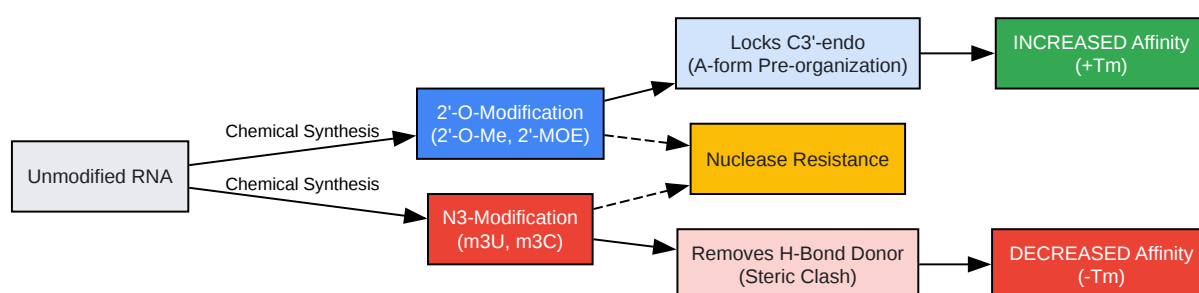 Unmodified RNA
Chemical Synthesis
Chemical Synthesis
2'-O-Modification
(2'-O-Me, 2'-MOE)
N3-Modification
(m3U, m3C)
Locks C3'-endo
(A-form Pre-organization)
Nuclease Resistance
Removes H-Bond Donor
(Steric Clash)
INCREASED Affinity
(+Tm)
DECREASED Affinity
(-Tm)